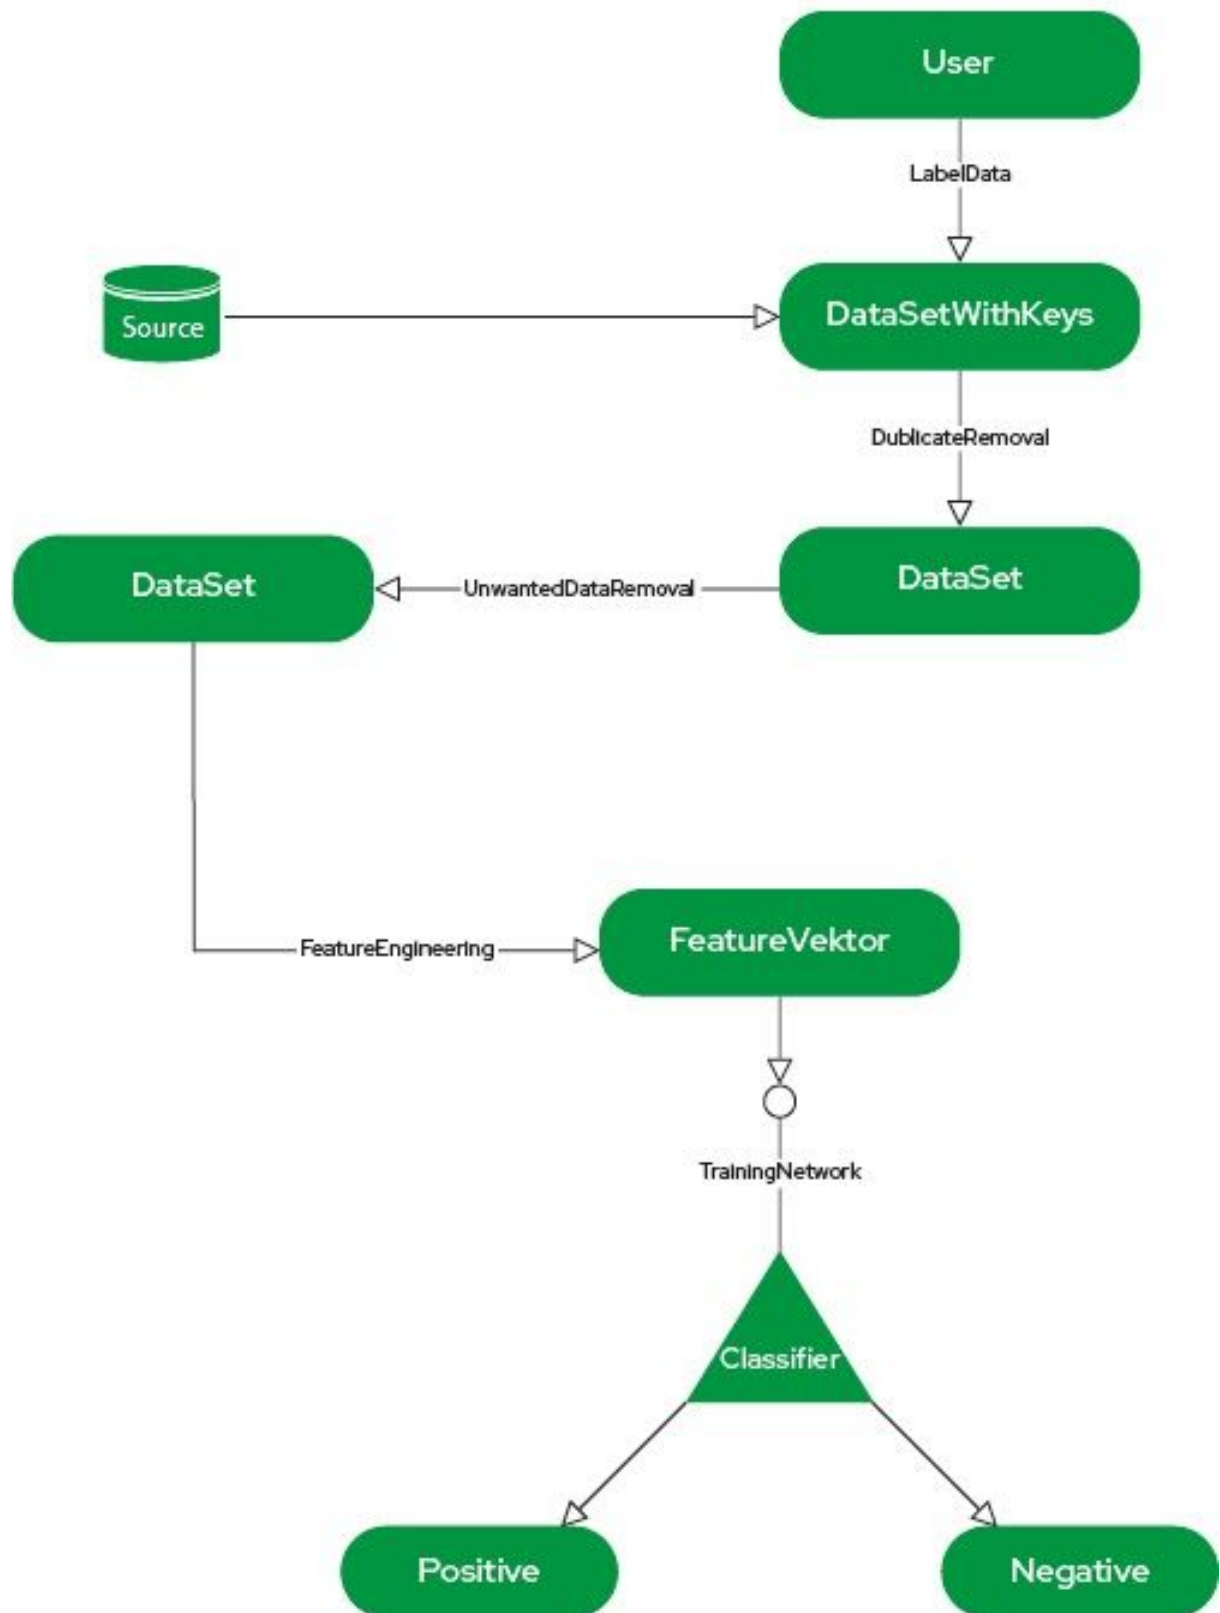 User
LabelData
Source
DataSetWithKeys
DublicateRemoval
DataSet
UnwantedDataRemoval
DataSet
FeatureEngineering
FeatureVektor
TrainingNetwork
Classifier
Positive
Negative